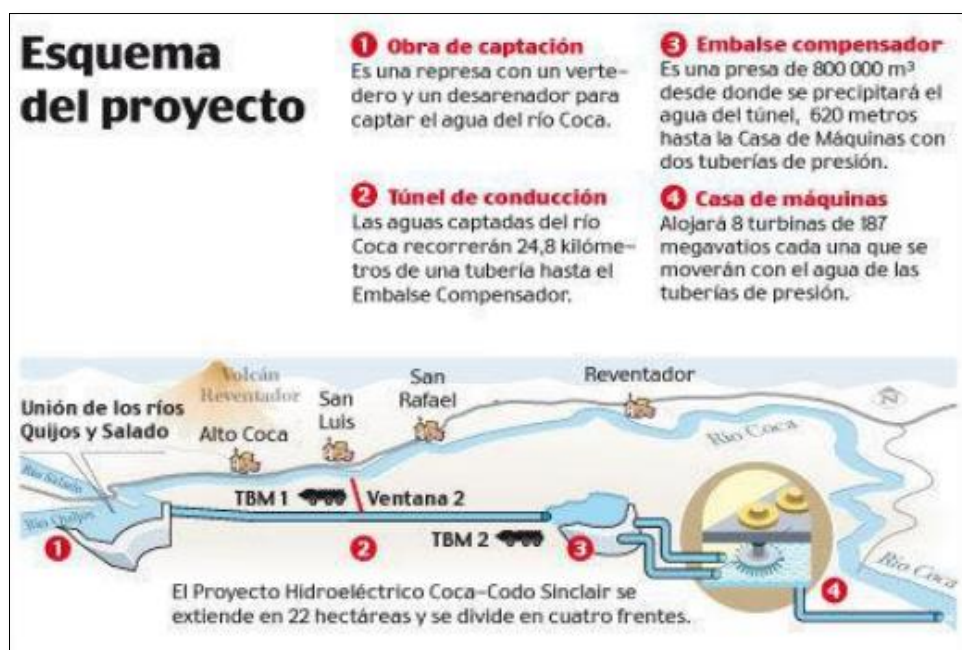 Esquema
del proyecto
1 Obra de captación
Es una represa con un verte-
dero y un desarenador para
captar el agua del río Coca.
2 Túnel de conducción
Las aguas captadas del río
Coca recorrerán 24,8 kilóme-
tros de una tubería hasta el
Embalse Compensador.
3 Embalse compensador
Es una presa de 800 000 m³
desde donde se precipitará el
agua del túnel, 620 metros
hasta la Casa de Máquinas con
dos tuberías de presión.
4 Casa de máquinas
Alojará 8 turbinas de 187
megavatios cada una que se
moverán con el agua de las
tuberías de presión.
Volcán
Reventador
Unión de los ríos
Quijos y Salado
Alto Coca
San
Luis
San
Rafael
Reventador
N
Río Coca
Río Salado
Río Quijos
TBM 1
Ventana 2
TBM 2
1
2
3
4
Río Coca
El Proyecto Hidroeléctrico Coca-Codo Sinclair se
extiende en 22 hectáreas y se divide en cuatro frentes.